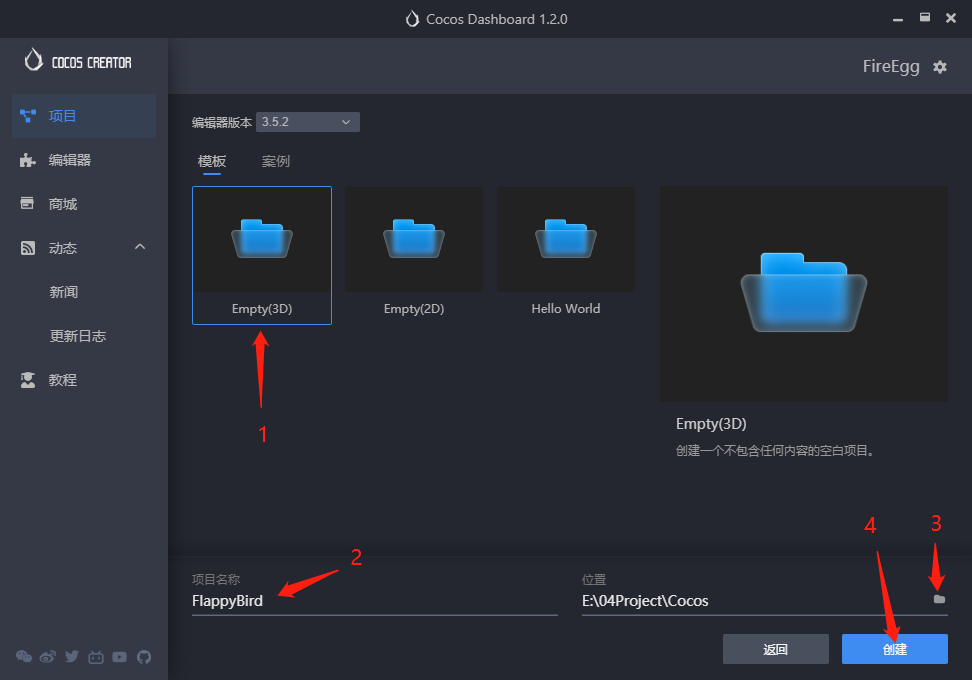 Cocos Dashboard 1.2.0
COCOS CREATOR
FireEgg
项目
编辑器
商城
动态
新闻
更新日志
教程
编辑器版本 3.5.2
模板 案例
Empty(3D) Empty(2D) Hello World
1
Empty(3D)
创建一个不包含任何内容的空白项目。
4 3
2
项目名称 位置
FlappyBird E:\04Project\Cocos
返回 创建